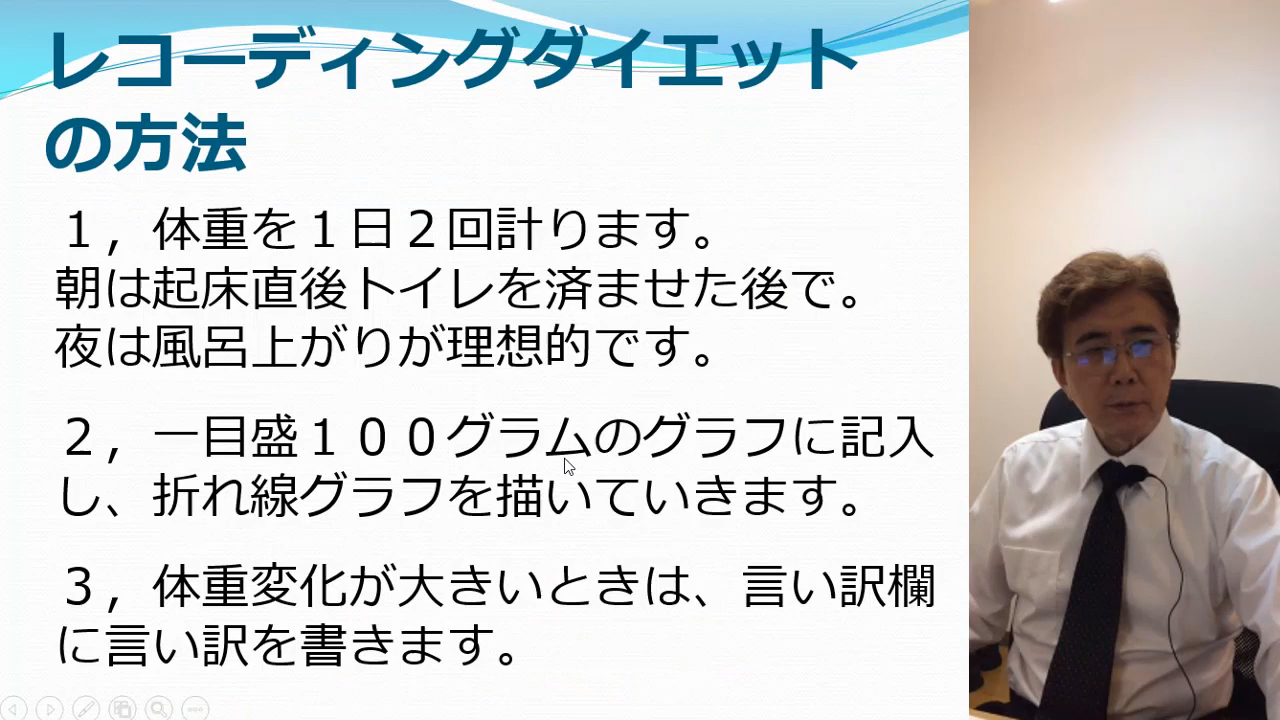 レコーディングダイエット
の方法
１，体重を１日２回計ります。
朝は起床直後トイレを済ませた後で。
夜は風呂上がりが理想的です。
２，一目盛１００グラムのグラフに記入
し、折れ線グラフを描いていきます。
３，体重変化が大きいときは、言い訳欄
に言い訳を書きます。